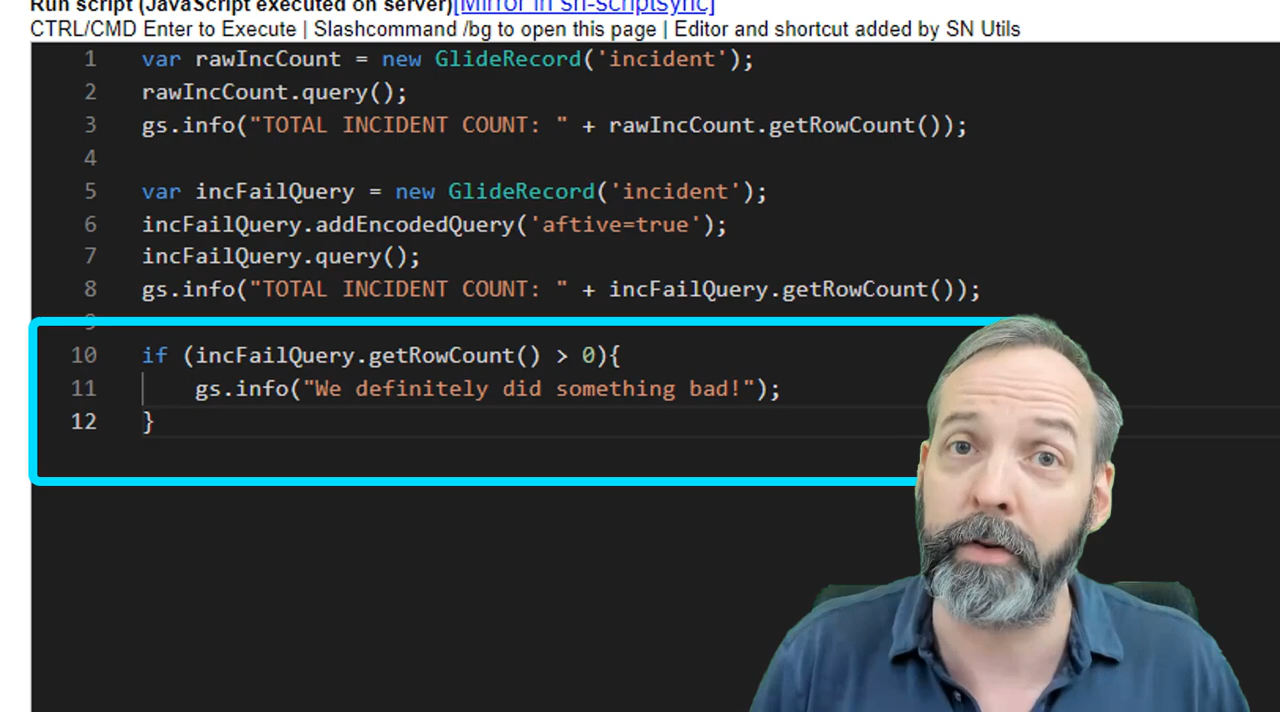 Run script (JavaScript executed on server)[Mirror in sn-scriptsync]
CTRL/CMD Enter to Execute | Slashcommand /bg to open this page | Editor and shortcut added by SN Utils
1 var rawIncCount = new GlideRecord('incident');
2 rawIncCount.query();
3 gs.info("TOTAL INCIDENT COUNT: " + rawIncCount.getRowCount());
4
5 var incFailQuery = new GlideRecord('incident');
6 incFailQuery.addEncodedQuery('aftive=true');
7 incFailQuery.query();
8 gs.info("TOTAL INCIDENT COUNT: " + incFailQuery.getRowCount());
9
10 if (incFailQuery.getRowCount() > 0){
11 gs.info("We definitely did something bad!");
12 }